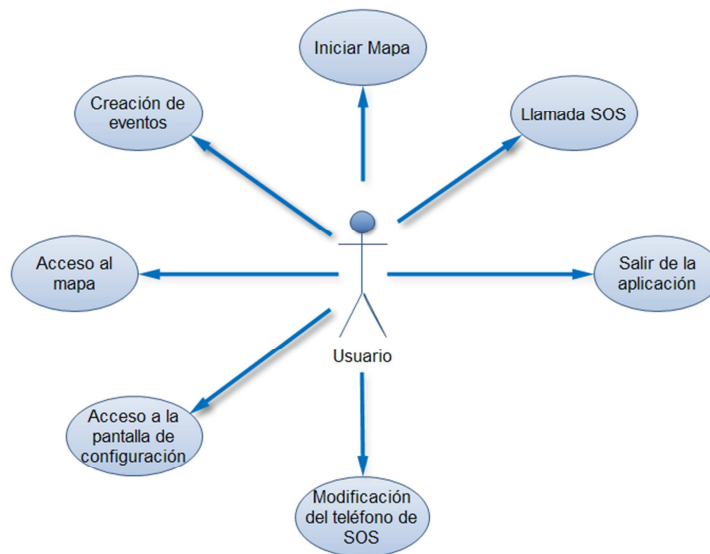 Iniciar Mapa
Creación de
eventos
Llamada SOS
Acceso al
mapa
Salir de la
aplicación
Usuario
Acceso a la
pantalla de
configuración
Modificación
del teléfono de
SOS